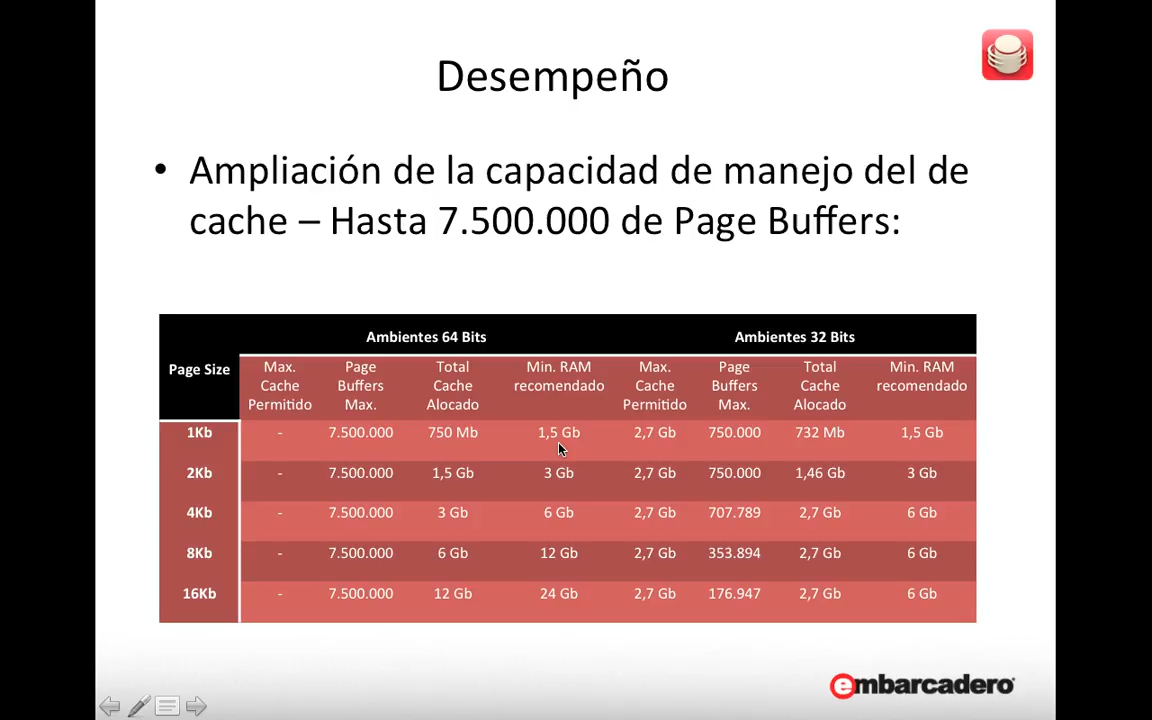 Desempeño
• Ampliación de la capacidad de manejo del de
cache – Hasta 7.500.000 de Page Buffers:
Page Size Ambientes 64 Bits Ambientes 32 Bits
Max. Cache Permitido Page Buffers Max. Total Cache Alocado Min. RAM recomendado Max. Cache Permitido Page Buffers Max. Total Cache Alocado Min. RAM recomendado
1Kb - 7.500.000 750 Mb 1,5 Gb 2,7 Gb 750.000 732 Mb 1,5 Gb
2Kb - 7.500.000 1,5 Gb 3 Gb 2,7 Gb 750.000 1,46 Gb 3 Gb
4Kb - 7.500.000 3 Gb 6 Gb 2,7 Gb 707.789 2,7 Gb 6 Gb
8Kb - 7.500.000 6 Gb 12 Gb 2,7 Gb 353.894 2,7 Gb 6 Gb
16Kb - 7.500.000 12 Gb 24 Gb 2,7 Gb 176.947 2,7 Gb 6 Gb
embarcadero